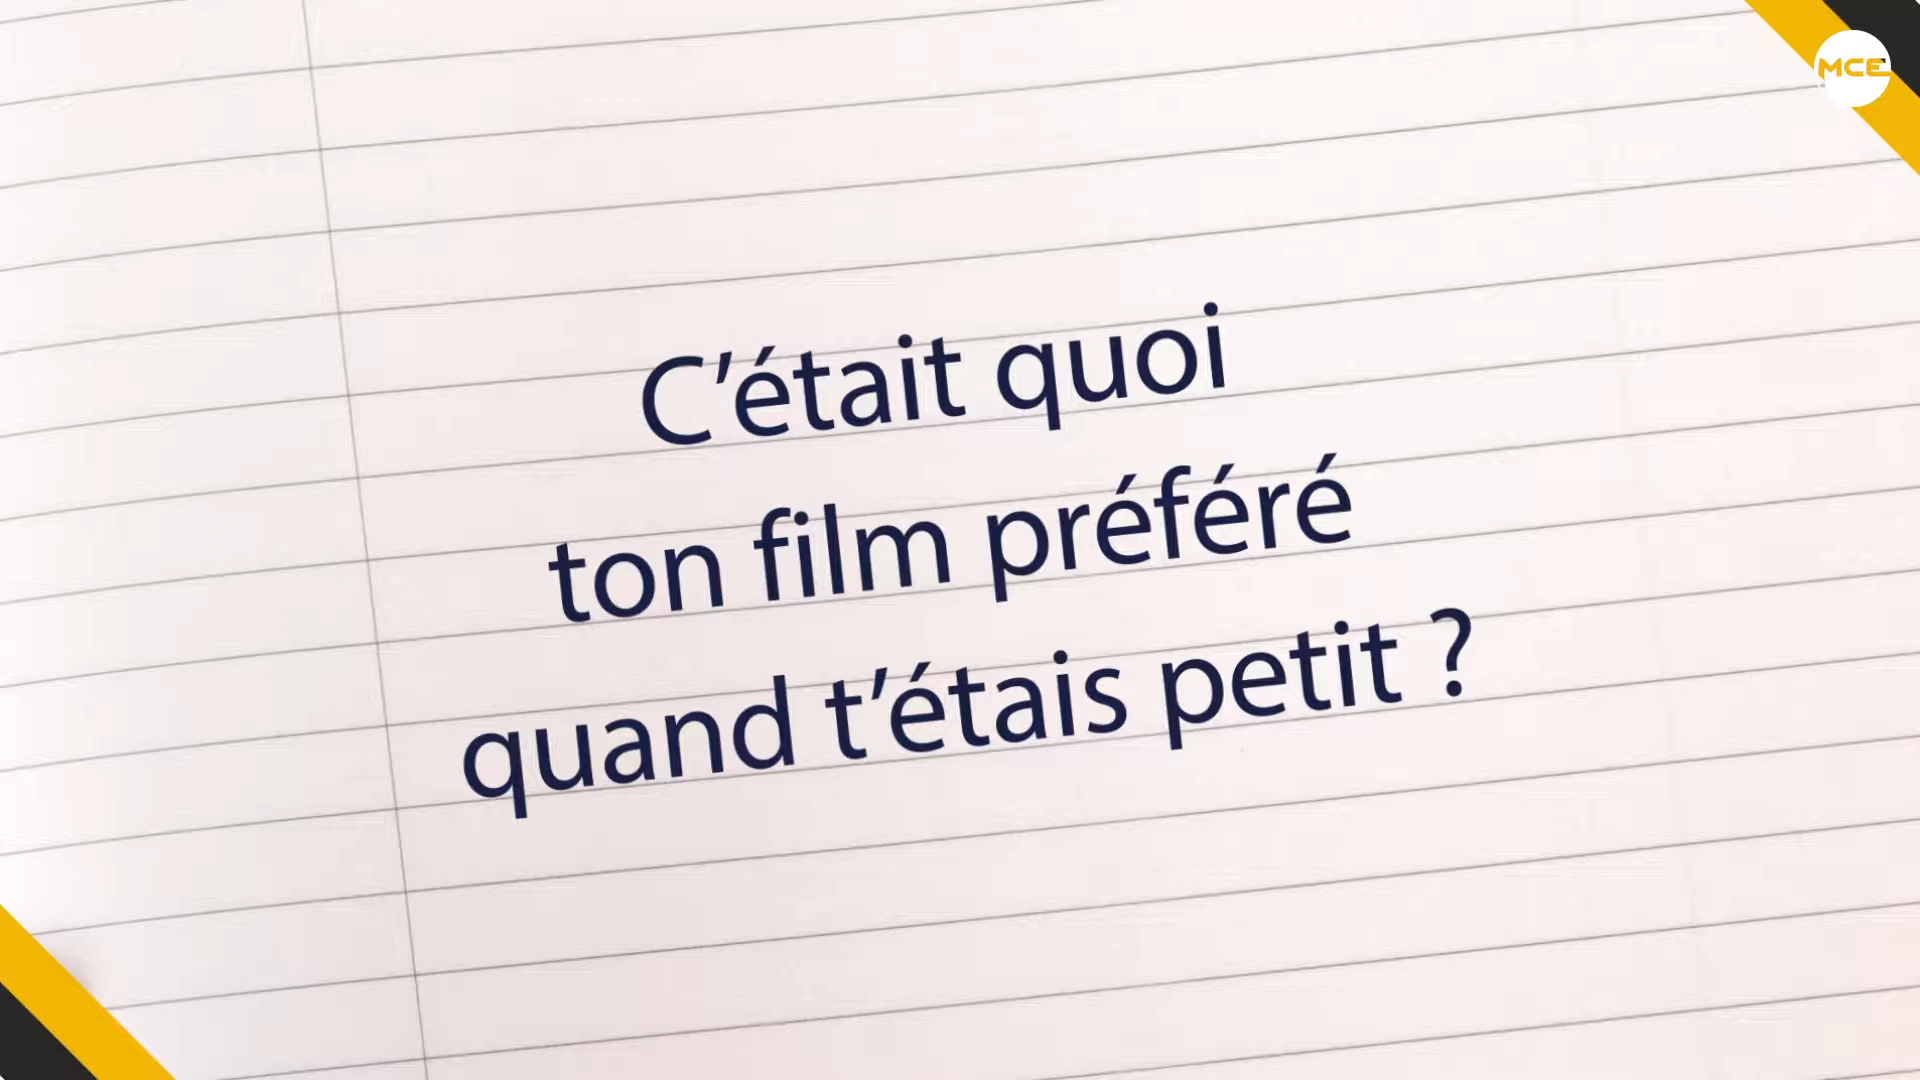 MCE
C’était quoi
ton film préféré
quand t’étais petit ?